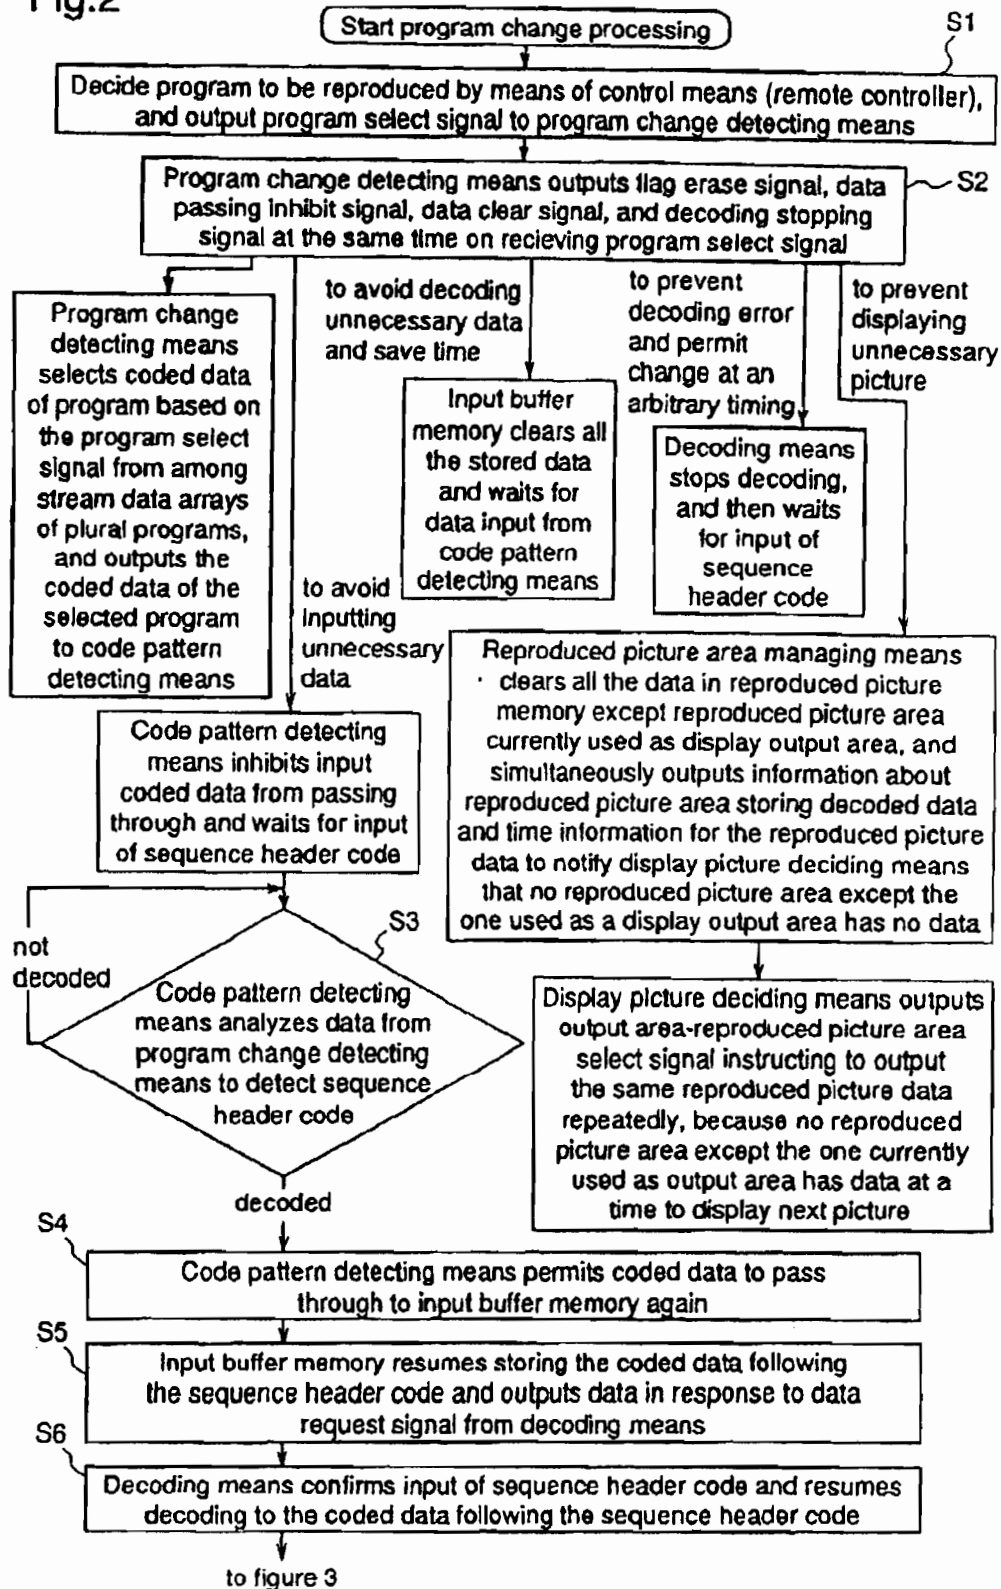 Fig.2
Start program change processing
S1
Decide program to be reproduced by means of control means (remote controller),
and output program select signal to program change detecting means
S2
Program change detecting means outputs flag erase signal, data
passing inhibit signal, data clear signal, and decoding stopping
signal at the same time on recieving program select signal
Program change
detecting means
selects coded data
of program based on
the program select
signal from among
stream data arrays
of plural programs,
and outputs the
coded data of the
selected program
to code pattern
detecting means
to avoid decoding
unnecessary data
and save time
Input buffer
memory clears all
the stored data
and waits for
data input from
code pattern
detecting means
to prevent
decoding error
and permit
change at an
arbitrary timing
Decoding means
stops decoding,
and then waits
for input of
sequence
header code
to prevent
displaying
unnecessary
picture
to avoid
inputting
unnecessary
data
Code pattern detecting
means inhibits input
coded data from passing
through and waits for input
of sequence header code
Reproduced picture area managing means
clears all the data in reproduced picture
memory except reproduced picture area
currently used as display output area, and
simultaneously outputs information about
reproduced picture area storing decoded data
and time information for the reproduced picture
data to notify display picture deciding means
that no reproduced picture area except the
one used as a display output area has no data
not
decoded
S3
Code pattern detecting
means analyzes data from
program change detecting
means to detect sequence
header code
decoded
Display picture deciding means outputs
output area-reproduced picture area
select signal instructing to output
the same reproduced picture data
repeatedly, because no reproduced
picture area except the one currently
used as output area has data at a
time to display next picture
S4
Code pattern detecting means permits coded data to pass
through to input buffer memory again
S5
Input buffer memory resumes storing the coded data following
the sequence header code and outputs data in response to data
request signal from decoding means
S6
Decoding means confirms input of sequence header code and resumes
decoding to the coded data following the sequence header code
to figure 3